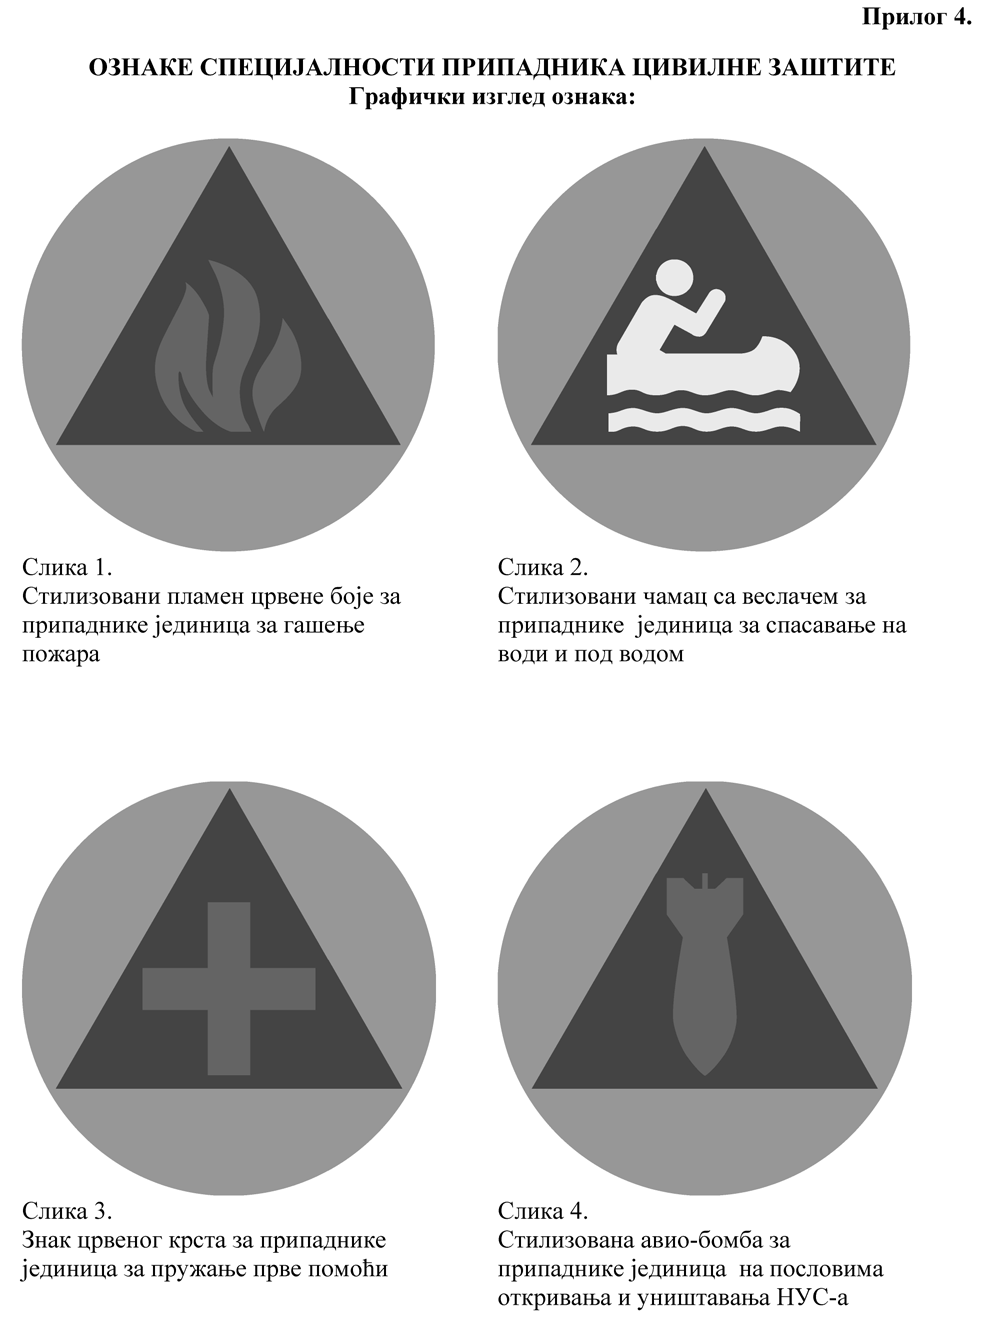 Прилог 4.
ОЗНАКЕ СПЕЦИЈАЛНОСТИ ПРИПАДНИКА ЦИВИЛНЕ ЗАШТИТЕ
Графички изглед ознака:
Слика 1.
Стилизовани пламен црвене боје за
припаднике јединица за гашење
пожара
Слика 2.
Стилизовани чамац са веслачем за
припаднике  јединица за спасавање на
води и под водом
Слика 3.
Знак црвеног крста за припаднике
јединица за пружање прве помоћи
Слика 4.
Стилизована авио-бомба за
припаднике јединица  на пословима
откривања и уништавања НУС-а